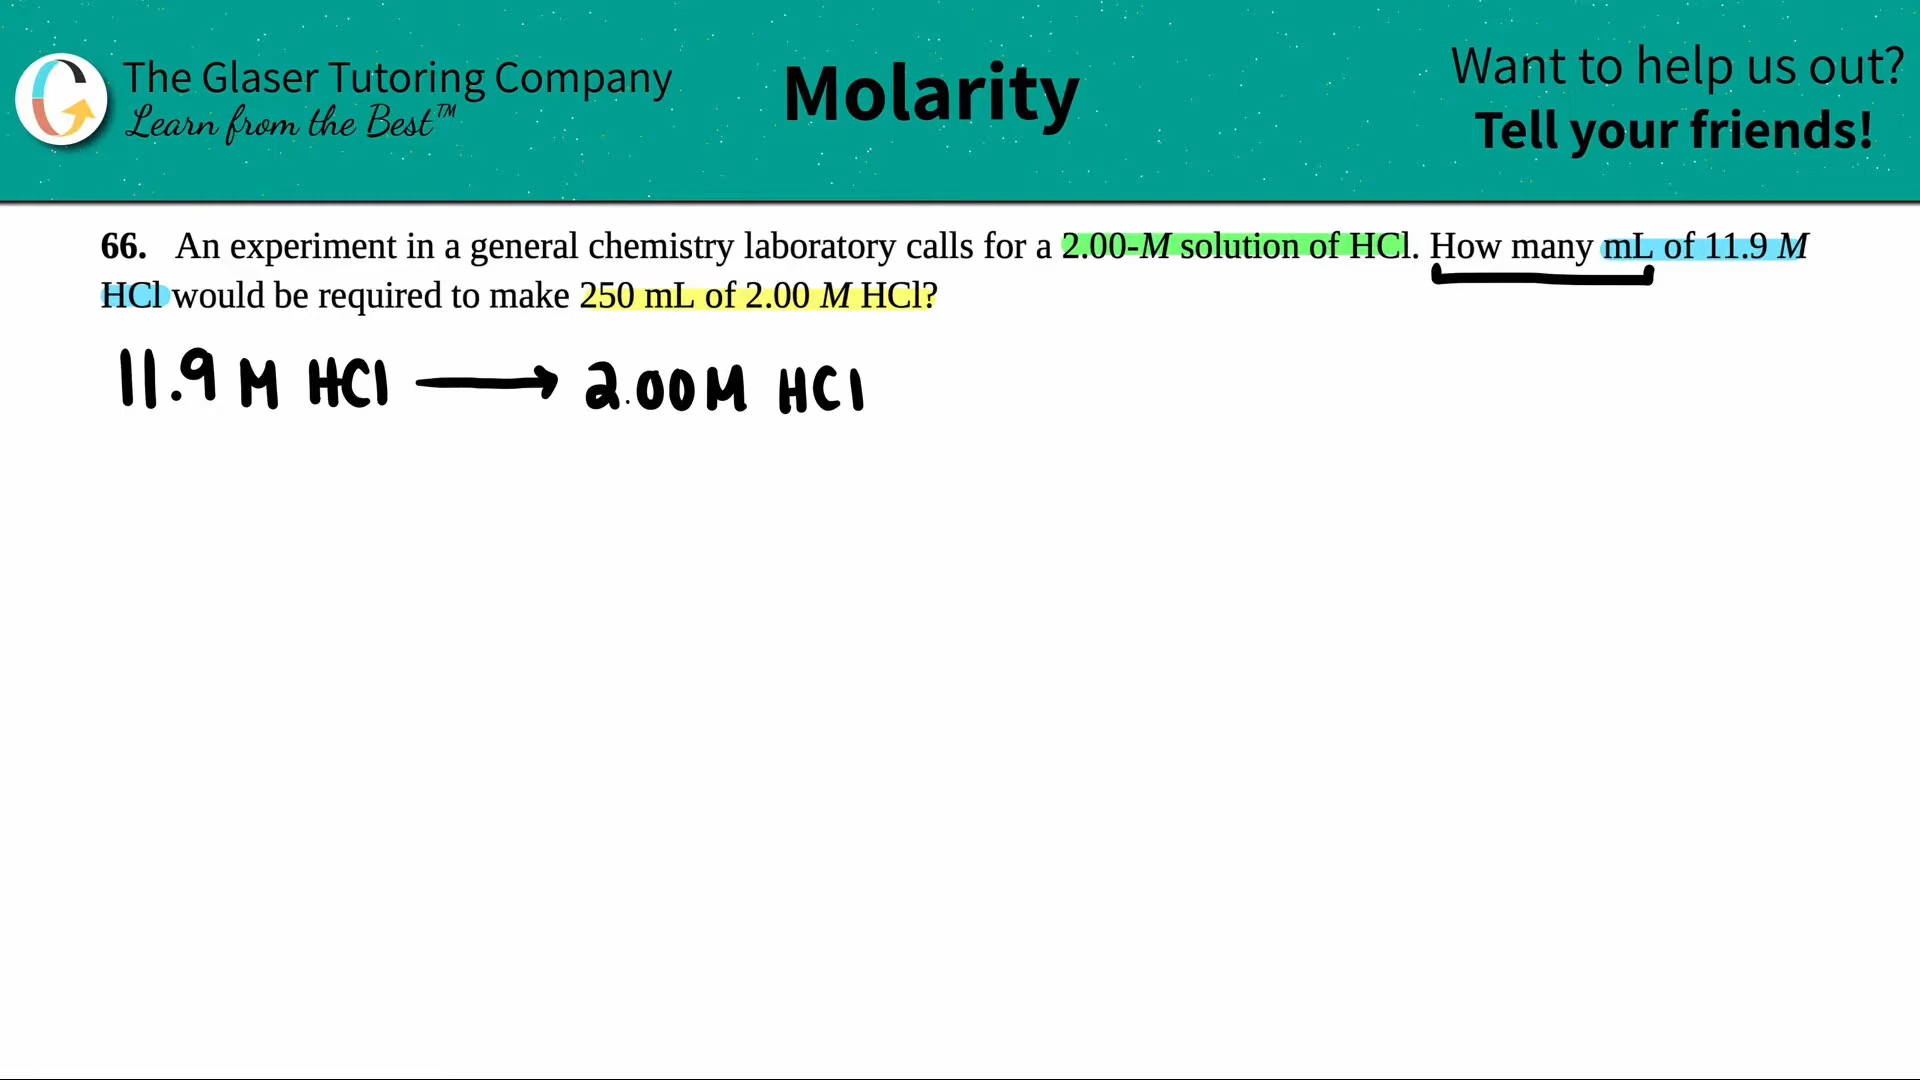 The Glaser Tutoring Company
Learn from the Best™
Molarity
Want to help us out?
Tell your friends!
66. An experiment in a general chemistry laboratory calls for a 2.00-M solution of HCl. How many mL of 11.9 M
HCl would be required to make 250 mL of 2.00 M HCl?
11.9 M HCl → 2.00 M HCl